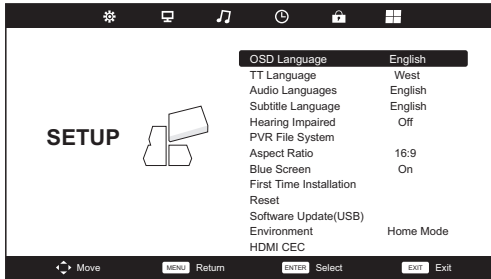 SETUP
OSD Language English
TT Language West
Audio Languages English
Subtitle Language English
Hearing Impaired Off
PVR File System
Aspect Ratio 16:9
Blue Screen On
First Time Installation
Reset
Software Update(USB)
Environment Home Mode
HDMI CEC
Move MENU Return ENTER Select EXIT Exit